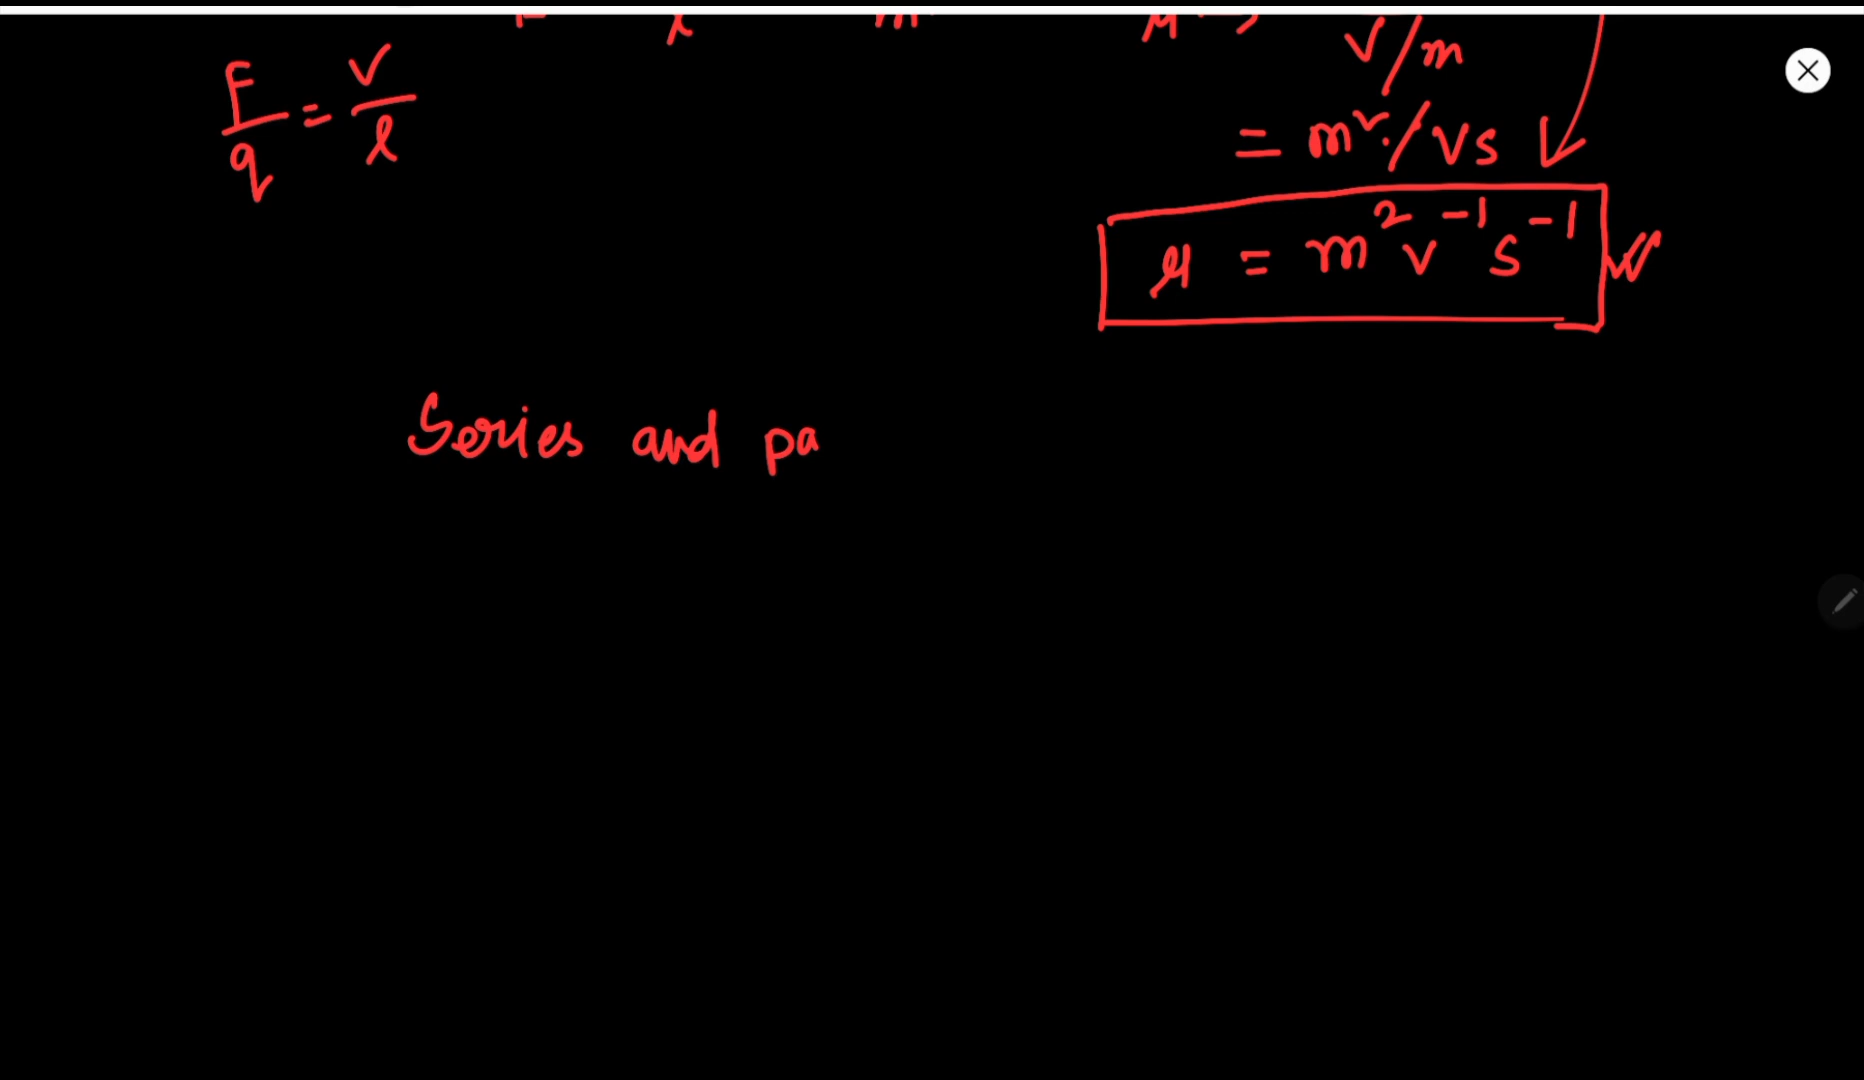 F/q = V/l
V/m
= m²/Vs
μ = m² V⁻¹ s⁻¹
Series and pa